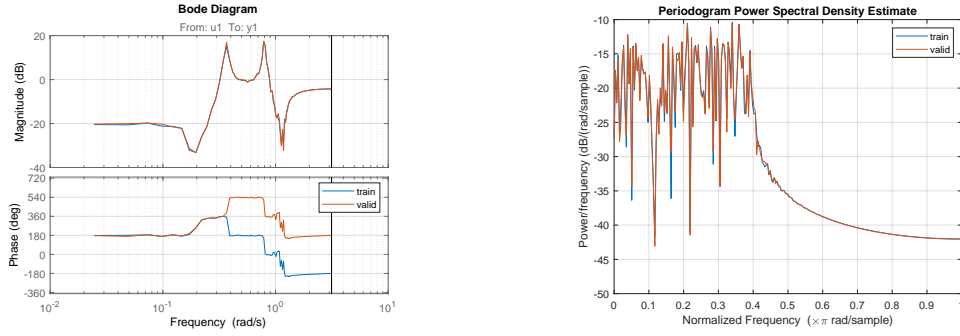 Bode Diagram
From: u1 To: y1
Magnitude (dB)
20
0
-20
-40
Phase (deg)
720
540
360
180
0
-180
-360
train
valid
10-2
10-1
100
101
Frequency (rad/s)
Periodogram Power Spectral Density Estimate
Power/frequency (dB/(rad/sample))
-10
-15
-20
-25
-30
-35
-40
-45
-50
train
valid
0 0.1 0.2 0.3 0.4 0.5 0.6 0.7 0.8 0.9 1
Normalized Frequency (×π rad/sample)